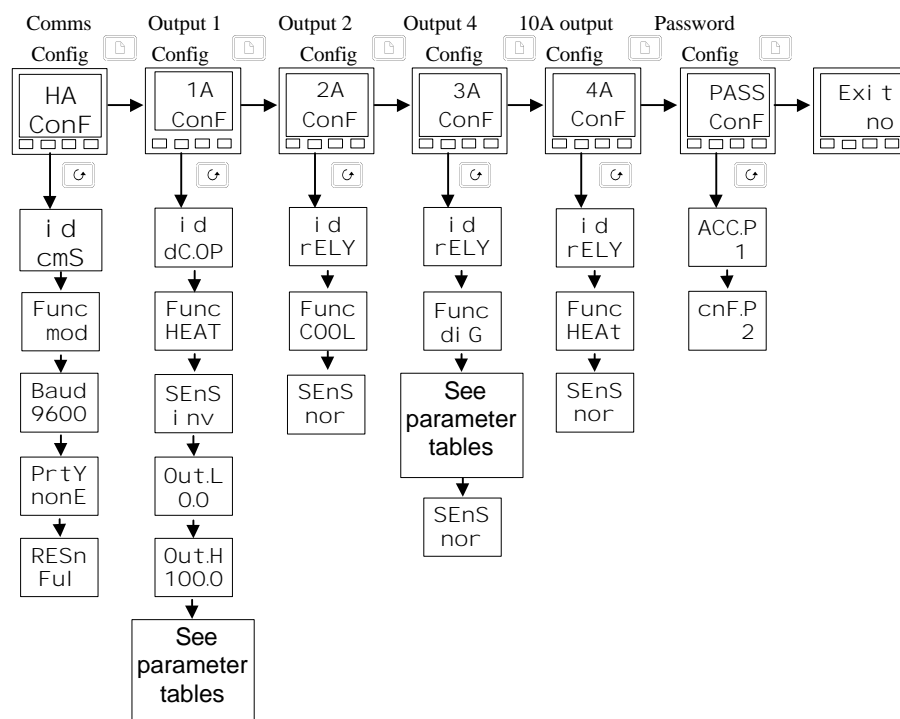 Comms Config
Output 1 Config
Output 2 Config
Output 4 Config
10A output Config
Password Config
HA
ConF
1A
ConF
2A
ConF
3A
ConF
4A
ConF
PASS
ConF
Exit
no
id
cmS
Func
mod
Baud
9600
PrtY
nonE
RESn
Ful
id
dC.OP
Func
HEAT
SEnS
inv
Out.L
0.0
Out.H
100.0
See
parameter
tables
id
rELY
Func
COOL
SEnS
nor
id
rELY
Func
diG
See
parameter
tables
SEnS
nor
id
rELY
Func
HEAt
SEnS
nor
ACC.P
1
cnF.P
2